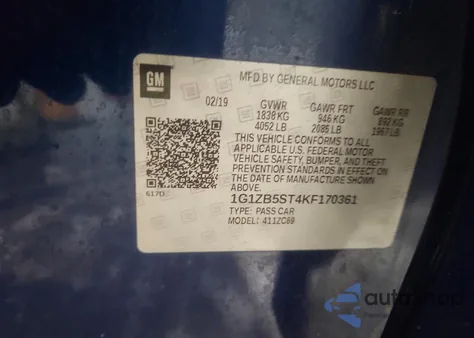 GM
MFD BY GENERAL MOTORS LLC
02/19 GVWR GAWR FRT GAWR RR
1838 KG 946 KG 892 KG
4052 LB 2085 LB 1967 LB
THIS VEHICLE CONFORMS TO ALL
APPLICABLE U.S. FEDERAL MOTOR
VEHICLE SAFETY, BUMPER, AND THEFT
PREVENTION STANDARDS IN EFFECT ON
THE DATE OF MANUFACTURE SHOWN
ABOVE.
617O
1G1ZB5ST4KF170361
TYPE: PASS CAR
MODEL: 411ZC69